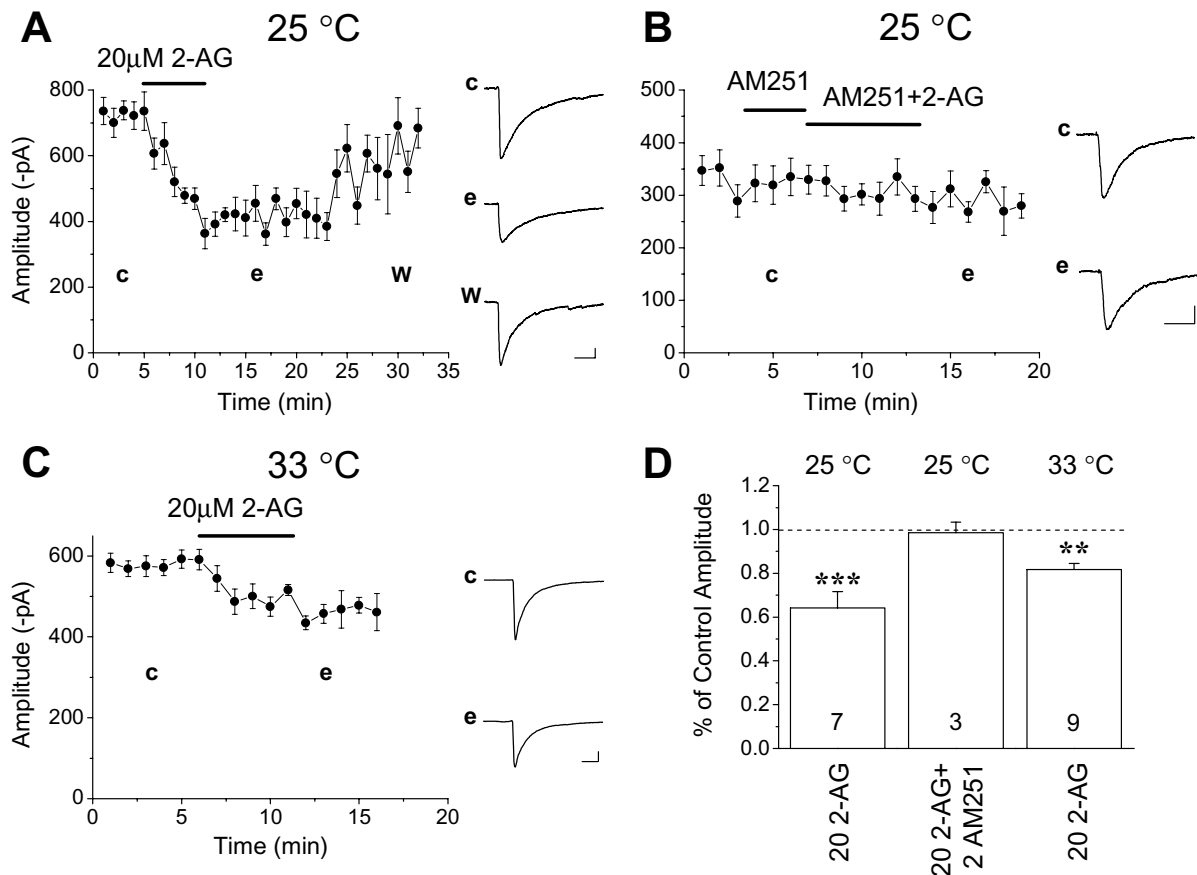 A
25 °C
20μM 2-AG
Amplitude (-pA)
800
600
400
200
0
c
e
w
0 5 10 15 20 25 30 35
Time (min)
c
e
w
B
25 °C
AM251
AM251+2-AG
500
400
300
200
100
0
c
e
0 5 10 15 20
Time (min)
c
e
C
33 °C
20μM 2-AG
Amplitude (-pA)
600
400
200
0
c
e
0 5 10 15 20
Time (min)
c
e
D
25 °C 25 °C 33 °C
% of Control Amplitude
1.2
1.0
0.8
0.6
0.4
0.2
0.0
***
**
7 3 9
20 2-AG
20 2-AG+
2 AM251
20 2-AG